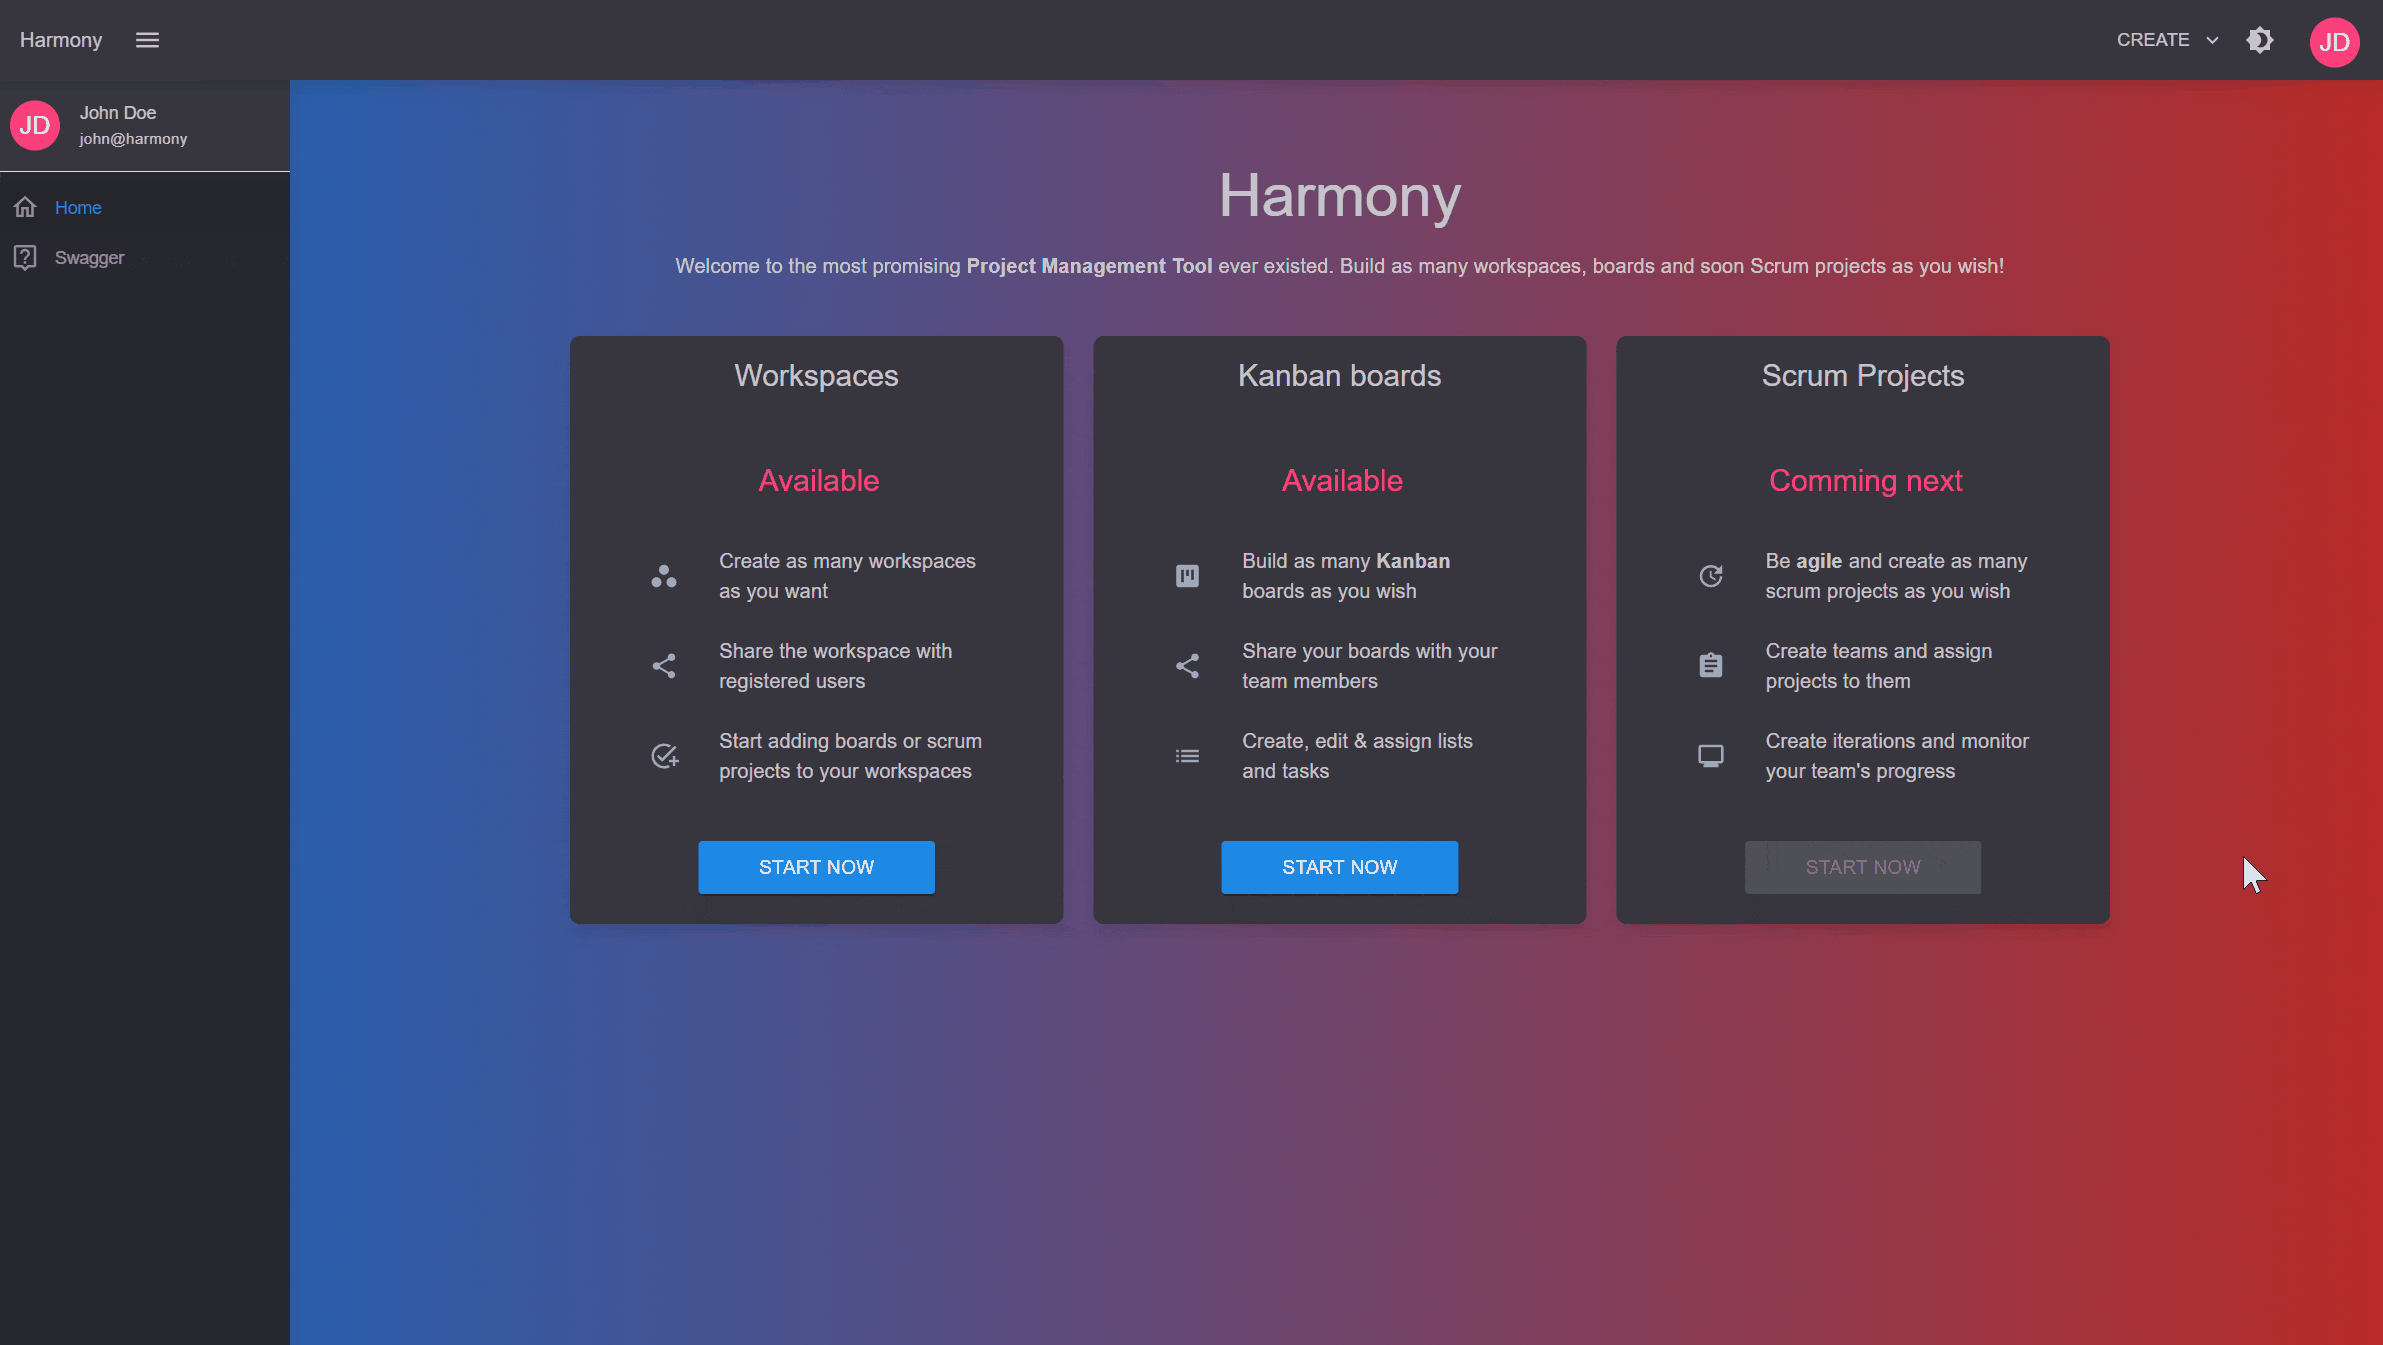 Harmony
CREATE
JD
JD
John Doe
john@harmony
Home
Swagger
Harmony
Welcome to the most promising Project Management Tool ever existed. Build as many workspaces, boards and soon Scrum projects as you wish!
Workspaces
Available
Create as many workspaces
as you want
Share the workspace with
registered users
Start adding boards or scrum
projects to your workspaces
START NOW
Kanban boards
Available
Build as many Kanban
boards as you wish
Share your boards with your
team members
Create, edit & assign lists
and tasks
START NOW
Scrum Projects
Comming next
Be agile and create as many
scrum projects as you wish
Create teams and assign
projects to them
Create iterations and monitor
your team's progress
START NOW